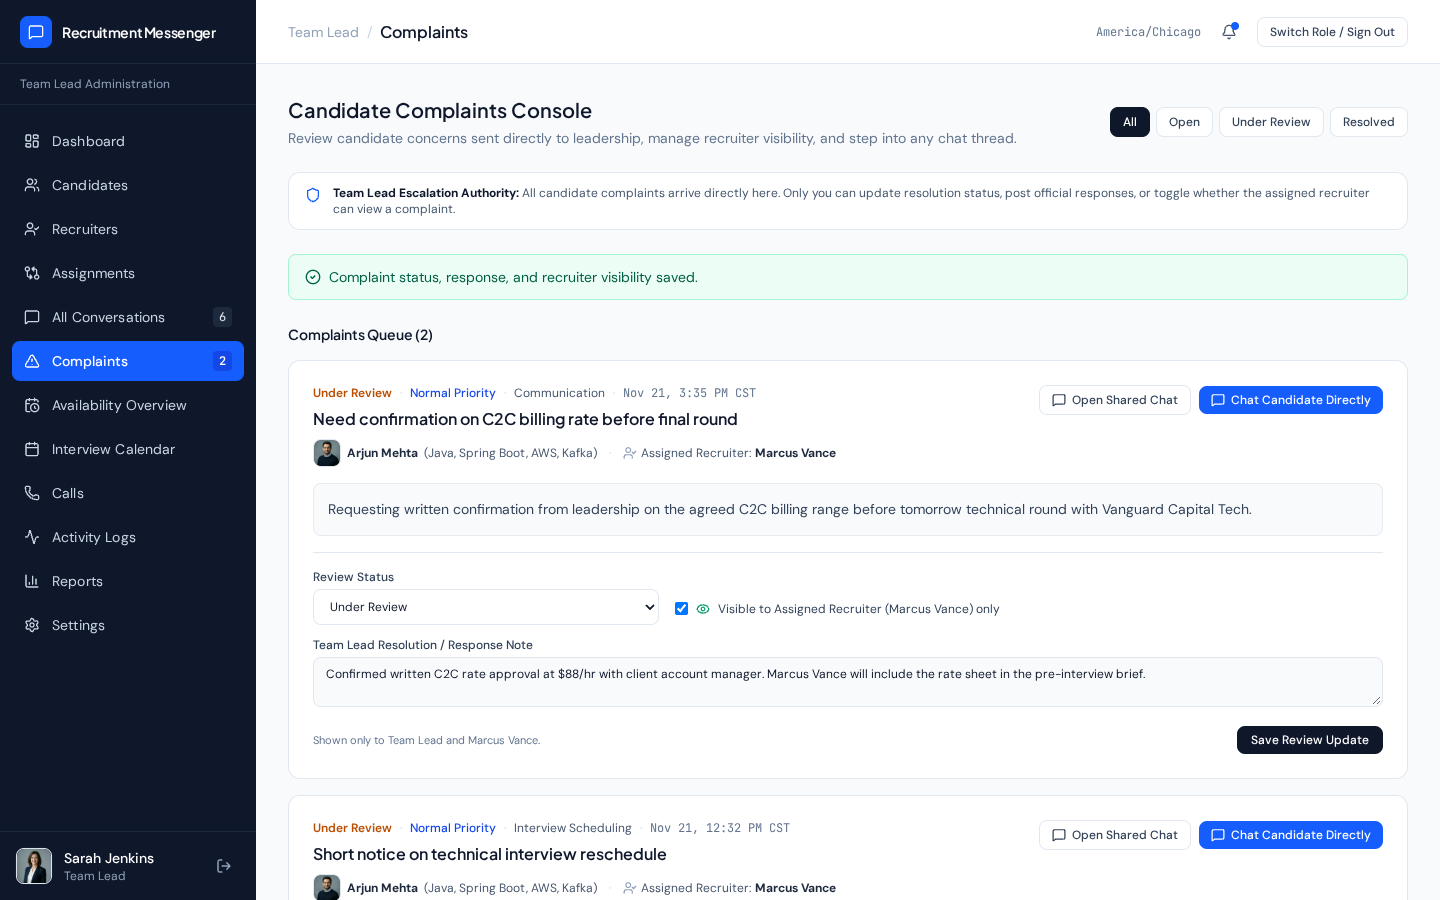 Recruitment Messenger
Team Lead Administration
Dashboard
Candidates
Recruiters
Assignments
All Conversations 6
Complaints 2
Availability Overview
Interview Calendar
Calls
Activity Logs
Reports
Settings
Sarah Jenkins
Team Lead
Team Lead / Complaints
America/Chicago
Switch Role / Sign Out
Candidate Complaints Console
Review candidate concerns sent directly to leadership, manage recruiter visibility, and step into any chat thread.
All
Open
Under Review
Resolved
Team Lead Escalation Authority: All candidate complaints arrive directly here. Only you can update resolution status, post official responses, or toggle whether the assigned recruiter
can view a complaint.
Complaint status, response, and recruiter visibility saved.
Complaints Queue (2)
Under Review · Normal Priority · Communication · Nov 21, 3:35 PM CST
Open Shared Chat
Chat Candidate Directly
Need confirmation on C2C billing rate before final round
Arjun Mehta (Java, Spring Boot, AWS, Kafka) · Assigned Recruiter: Marcus Vance
Requesting written confirmation from leadership on the agreed C2C billing range before tomorrow technical round with Vanguard Capital Tech.
Review Status
Under Review
Visible to Assigned Recruiter (Marcus Vance) only
Team Lead Resolution / Response Note
Confirmed written C2C rate approval at $88/hr with client account manager. Marcus Vance will include the rate sheet in the pre-interview brief.
Shown only to Team Lead and Marcus Vance.
Save Review Update
Under Review · Normal Priority · Interview Scheduling · Nov 21, 12:32 PM CST
Open Shared Chat
Chat Candidate Directly
Short notice on technical interview reschedule
Arjun Mehta (Java, Spring Boot, AWS, Kafka) · Assigned Recruiter: Marcus Vance